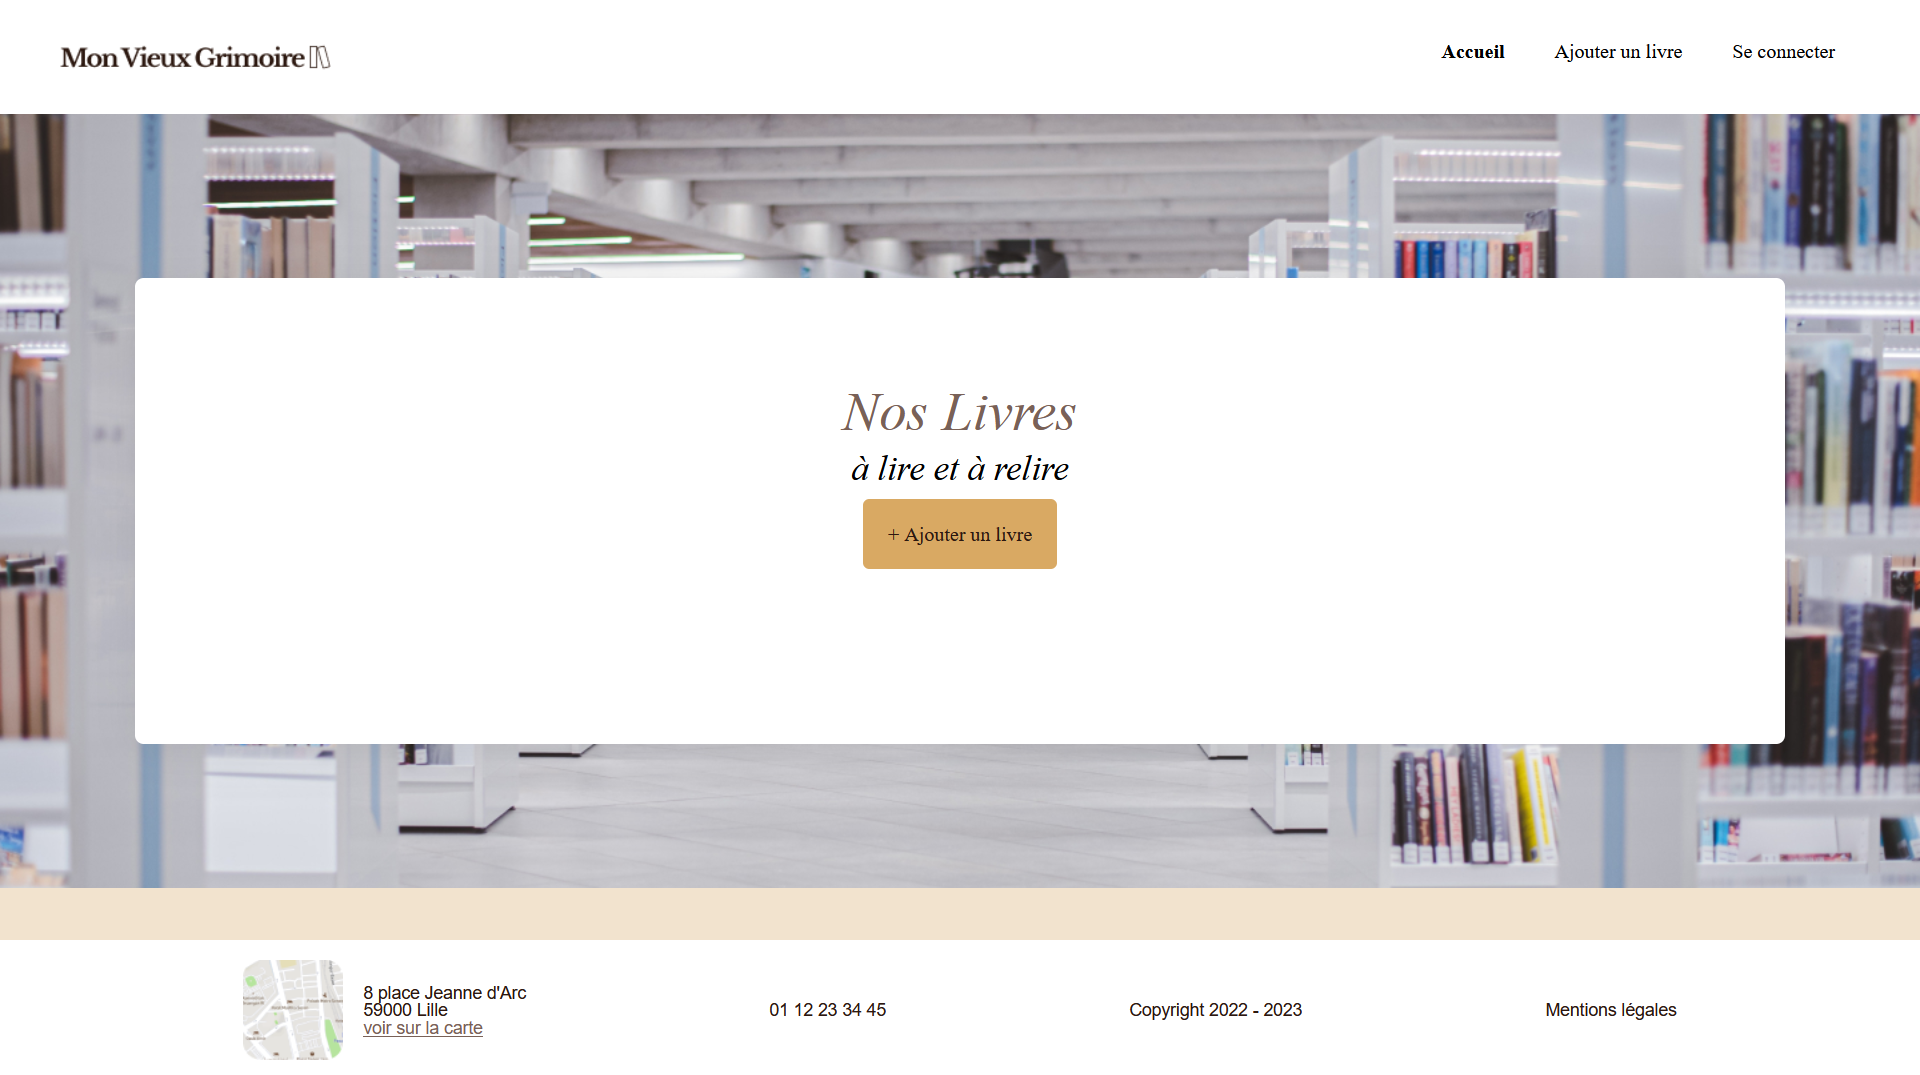 Mon Vieux Grimoire
Accueil
Ajouter un livre
Se connecter
Nos Livres
à lire et à relire
+ Ajouter un livre
8 place Jeanne d'Arc
59000 Lille
voir sur la carte
01 12 23 34 45
Copyright 2022 - 2023
Mentions légales